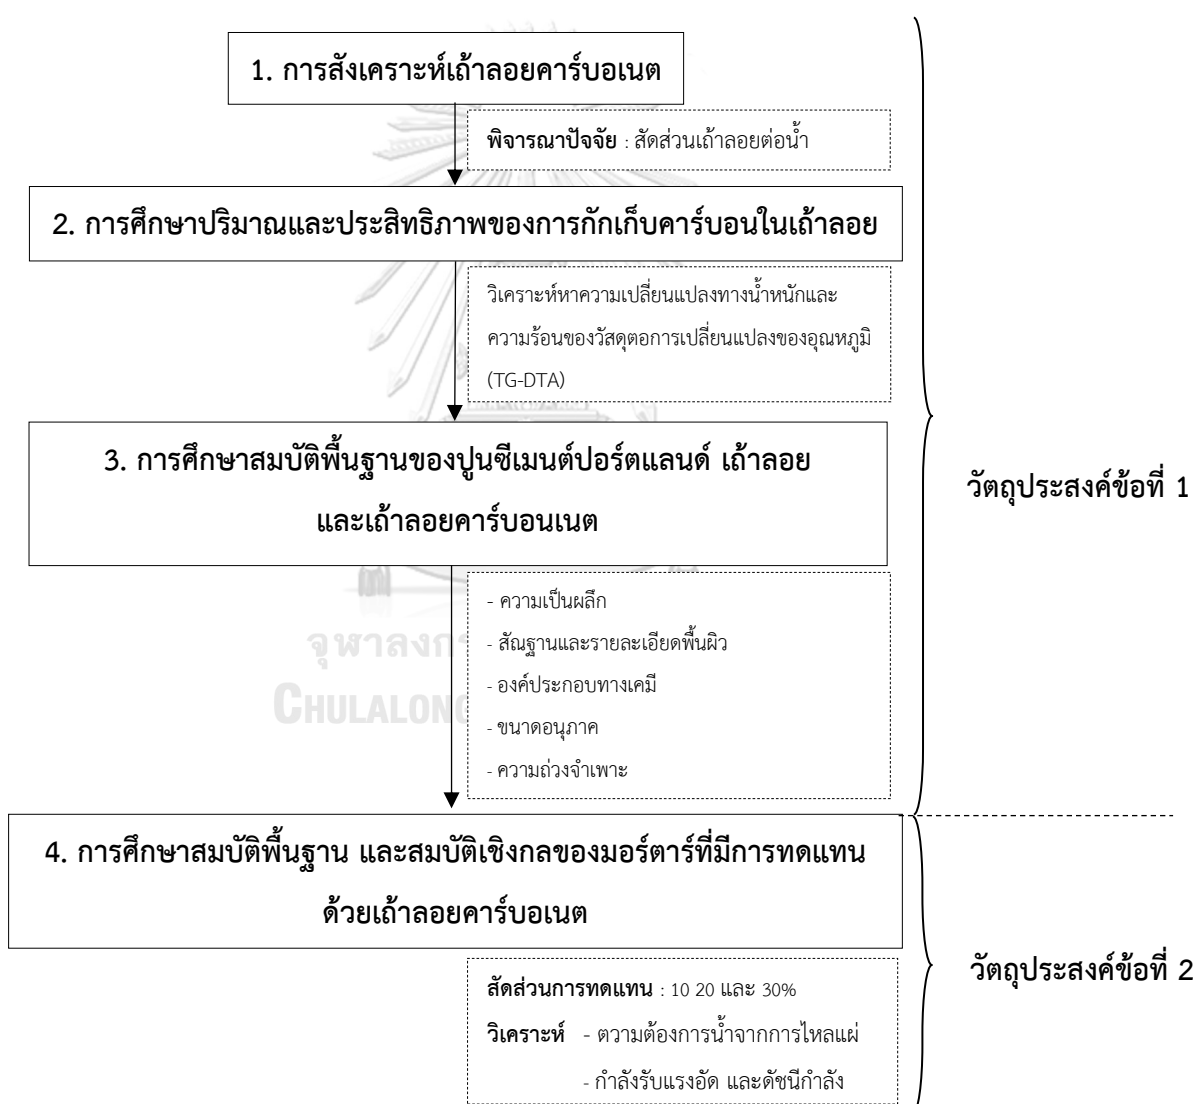 1. การสังเคราะห์เถ้าลอยคาร์บอเนต
พิจารณาปัจจัย : สัดส่วนเถ้าลอยต่อน้ำ
2. การศึกษาปริมาณและประสิทธิภาพของการกักเก็บคาร์บอนในเถ้าลอย
วิเคราะห์หาความเปลี่ยนแปลงทางน้ำหนักและ
ความร้อนของวัสดุตอการเปลี่ยนแปลงของอุณหภูมิ
(TG-DTA)
3. การศึกษาสมบัติพื้นฐานของปูนซีเมนต์ปอร์ตแลนด์ เถ้าลอย
และเถ้าลอยคาร์บอนเนต
วัตถุประสงค์ข้อที่ 1
- ความเป็นผลึก
- สัณฐานและรายละเอียดพื้นผิว
- องค์ประกอบทางเคมี
- ขนาดอนุภาค
- ความถ่วงจำเพาะ
จุฬาลงก
CHULALONG
4. การศึกษาสมบัติพื้นฐาน และสมบัติเชิงกลของมอร์ตาร์ที่มีการทดแทน
ด้วยเถ้าลอยคาร์บอเนต
วัตถุประสงค์ข้อที่ 2
สัดส่วนการทดแทน : 10 20 และ 30%
วิเคราะห์ - ตวามต้องการน้ำจากการไหลแผ่
- กำลังรับแรงอัด และดัชนีกำลัง